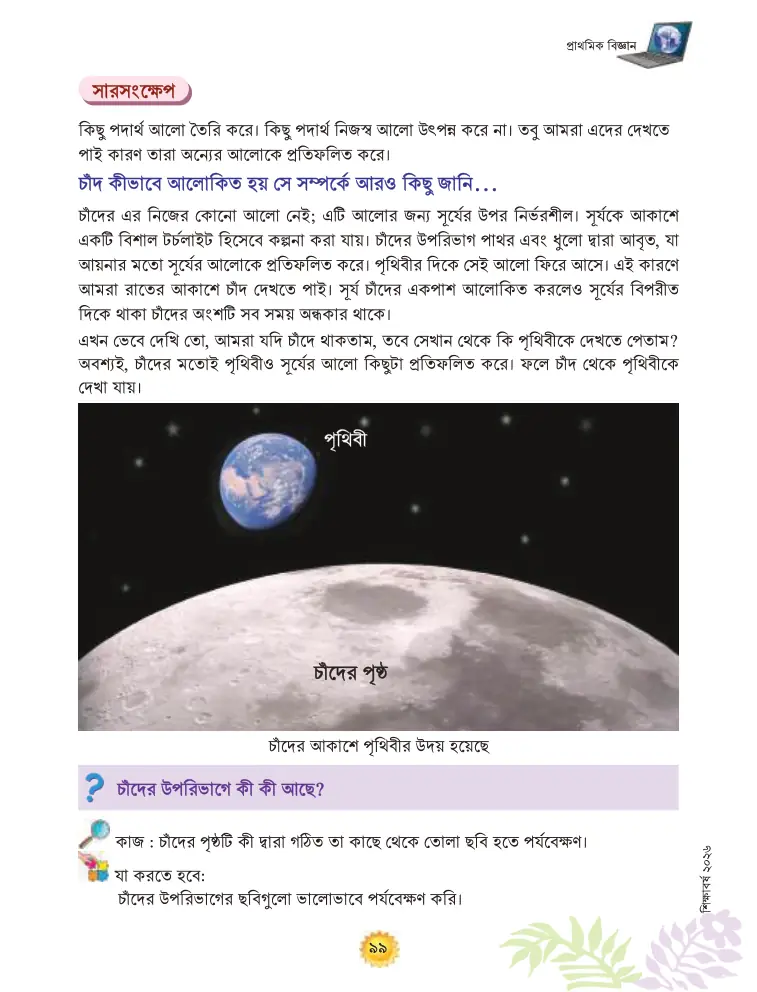 প্রাথমিক বিজ্ঞান
সারসংক্ষেপ
কিছু পদার্থ আলো তৈরি করে। কিছু পদার্থ নিজস্ব আলো উৎপন্ন করে না। তবু আমরা এদের দেখতে
পাই কারণ তারা অন্যের আলোকে প্রতিফলিত করে।
চাঁদ কীভাবে আলোকিত হয় সে সম্পর্কে আরও কিছু জানি...
চাঁদের এর নিজের কোনো আলো নেই; এটি আলোর জন্য সূর্যের উপর নির্ভরশীল। সূর্যকে আকাশে
একটি বিশাল টর্চলাইট হিসেবে কল্পনা করা যায়। চাঁদের উপরিভাগ পাথর এবং ধুলো দ্বারা আবৃত, যা
আয়নার মতো সূর্যের আলোকে প্রতিফলিত করে। পৃথিবীর দিকে সেই আলো ফিরে আসে। এই কারণে
আমরা রাতের আকাশে চাঁদ দেখতে পাই। সূর্য চাঁদের একপাশ আলোকিত করলেও সূর্যের বিপরীত
দিকে থাকা চাঁদের অংশটি সব সময় অন্ধকার থাকে।
এখন ভেবে দেখি তো, আমরা যদি চাঁদে থাকতাম, তবে সেখান থেকে কি পৃথিবীকে দেখতে পেতাম?
অবশ্যই, চাঁদের মতোই পৃথিবীও সূর্যের আলো কিছুটা প্রতিফলিত করে। ফলে চাঁদ থেকে পৃথিবীকে
দেখা যায়।
পৃথিবী
চাঁদের পৃষ্ঠ
চাঁদের আকাশে পৃথিবীর উদয় হয়েছে
? চাঁদের উপরিভাগে কী কী আছে?
কাজ : চাঁদের পৃষ্ঠটি কী দ্বারা গঠিত তা কাছে থেকে তোলা ছবি হতে পর্যবেক্ষণ।
যা করতে হবে:
চাঁদের উপরিভাগের ছবিগুলো ভালোভাবে পর্যবেক্ষণ করি।
শিক্ষাবর্ষ ২০২৬
৯৯